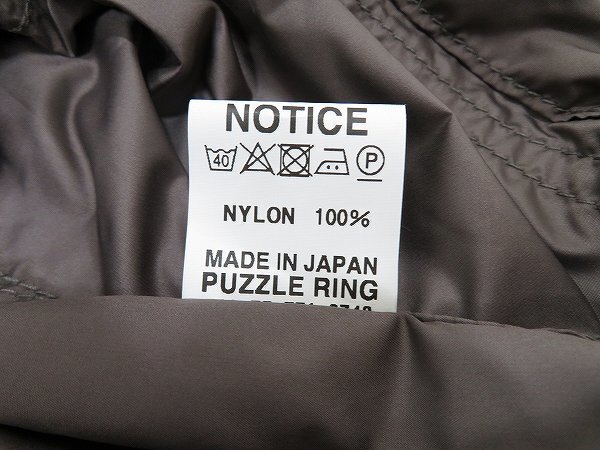 NOTICE
40 P
NYLON 100%
MADE IN JAPAN
PUZZLE RING